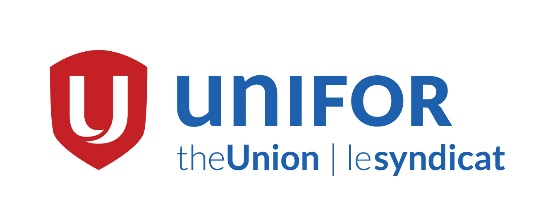 U
UNIFOR
theUnion | lesyndicat